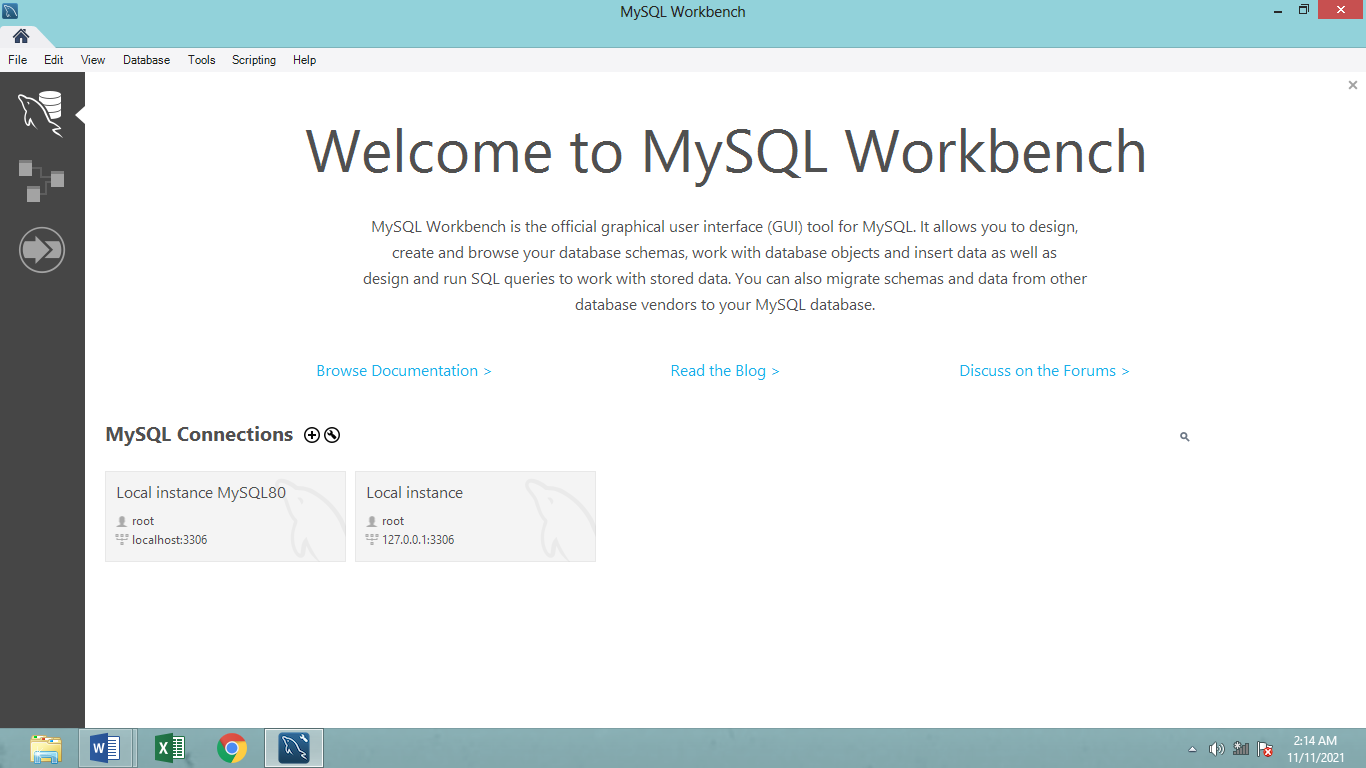 MySQL Workbench
File Edit View Database Tools Scripting Help
Welcome to MySQL Workbench
MySQL Workbench is the official graphical user interface (GUI) tool for MySQL. It allows you to design,
create and browse your database schemas, work with database objects and insert data as well as
design and run SQL queries to work with stored data. You can also migrate schemas and data from other
database vendors to your MySQL database.
Browse Documentation > Read the Blog > Discuss on the Forums >
MySQL Connections
Local instance MySQL80
root
localhost:3306
Local instance
root
127.0.0.1:3306
2:14 AM
11/11/2021